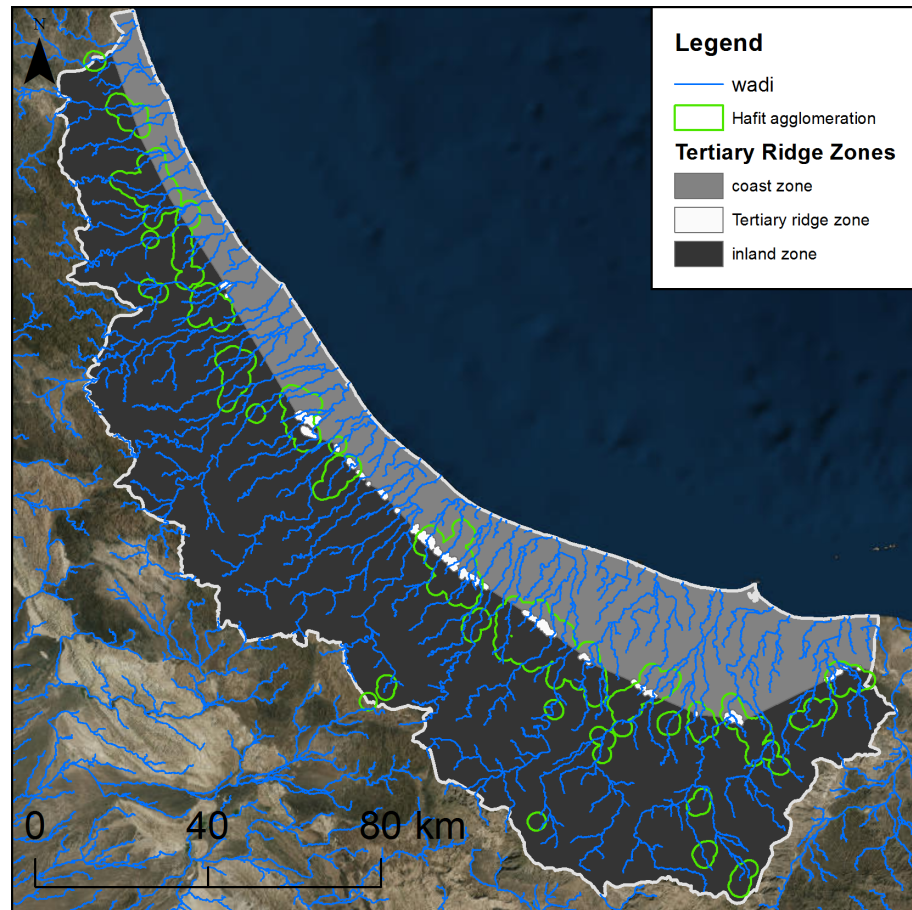 N
Legend
wadi
Hafit agglomeration
Tertiary Ridge Zones
coast zone
Tertiary ridge zone
inland zone
0 40 80 km